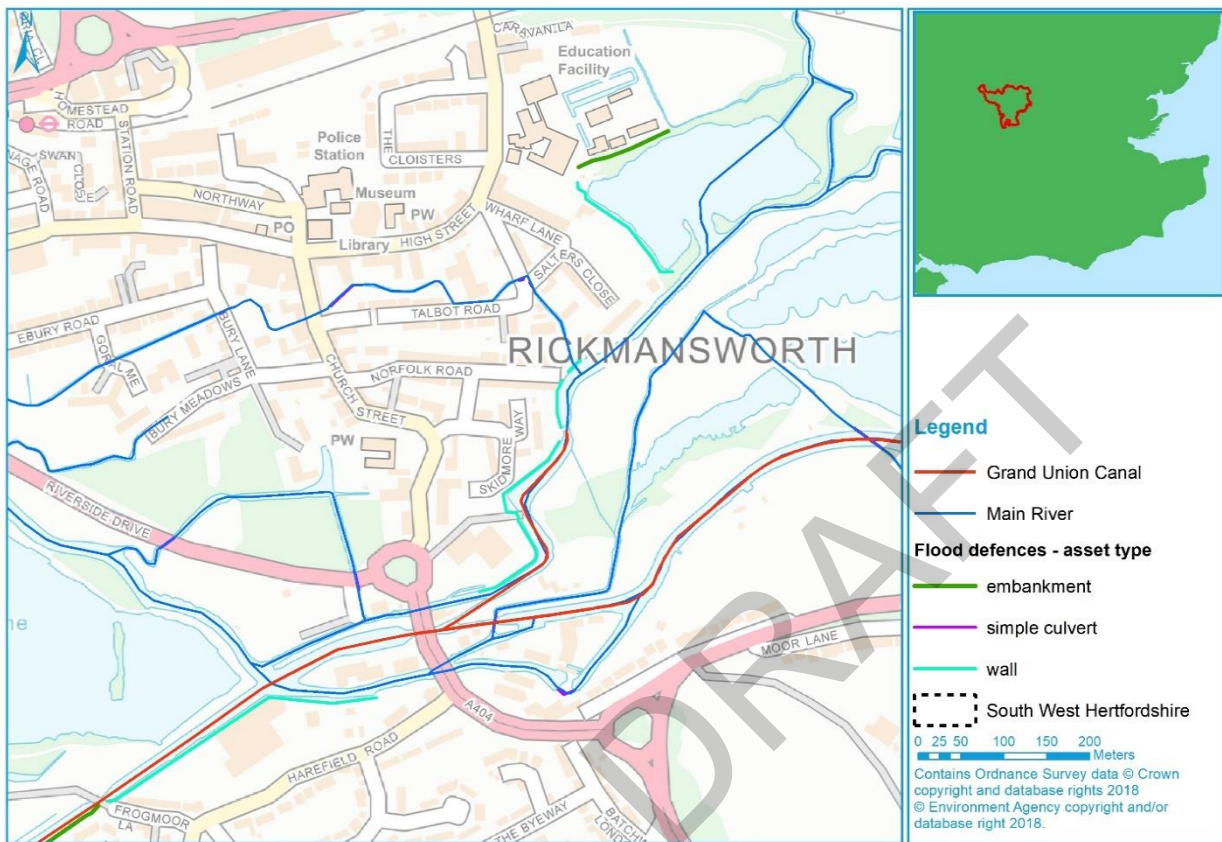 N
CARAVAN LA
Education
Facility
HOMESTEAD
ROAD
STATION ROAD
SWAN
CLOSE
NAGE ROAD
Police
Station
THE
CLOISTERS
NORTHWAY
Museum
PW
PO
Library
HIGH STREET
WHARF LANE
SALTERS CLOSE
EBURY ROAD
BURY LANE
TALBOT ROAD
GORAL ME
RICKMANSWORTH
BURY MEADOWS
CHURCH
STREET
NORFOLK ROAD
PW
SKIDMORE
WAY
RIVERSIDE DRIVE
ne
MOOR LANE
A404
HAREFIELD ROAD
FROGMOOR
LA
THE BYEWAY
BATCHW
LONDO
DRAFT
Legend
Grand Union Canal
Main River
Flood defences - asset type
embankment
simple culvert
wall
South West Hertfordshire
0 25 50 100 150 200
Meters
Contains Ordnance Survey data © Crown
copyright and database rights 2018
© Environment Agency copyright and/or
database right 2018.